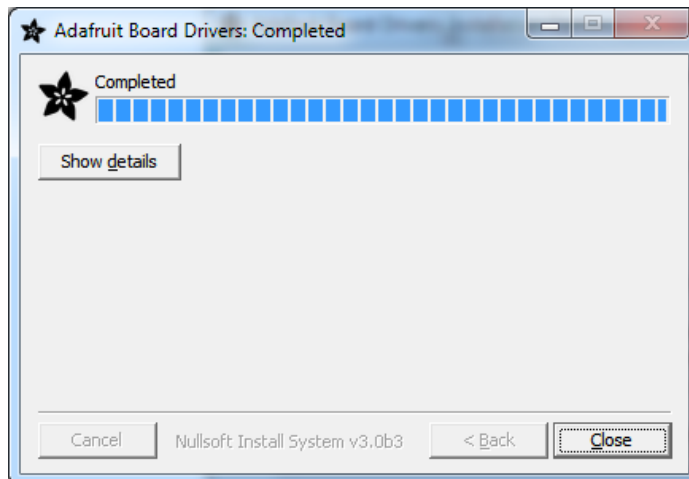 Adafruit Board Drivers: Completed
Completed
Show details
Cancel
Nullsoft Install System v3.0b3
< Back
Close